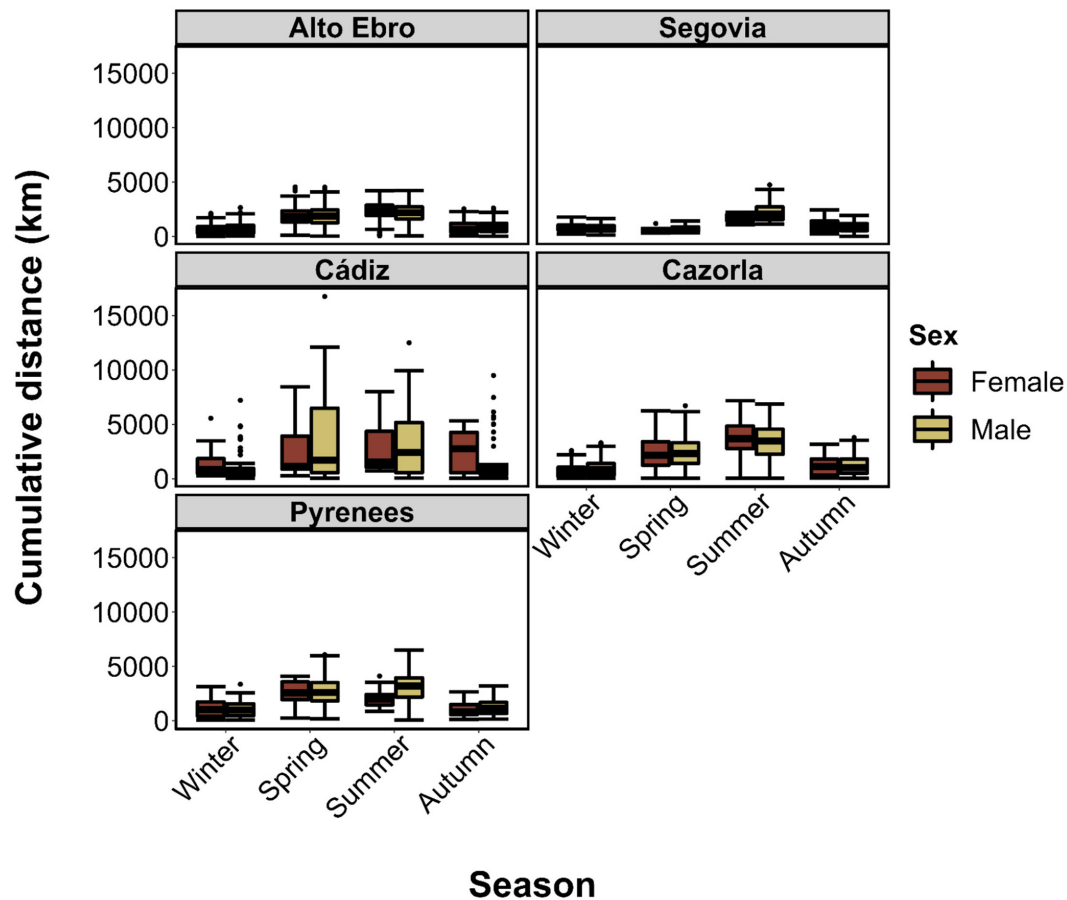 Alto Ebro
Segovia
15000
10000
5000
0
Cádiz
Cazorla
15000
10000
5000
0
Pyrenees
15000
10000
5000
0
Winter
Spring
Summer
Autumn
Winter
Spring
Summer
Autumn
Cumulative distance (km)
Season
Sex
Female
Male